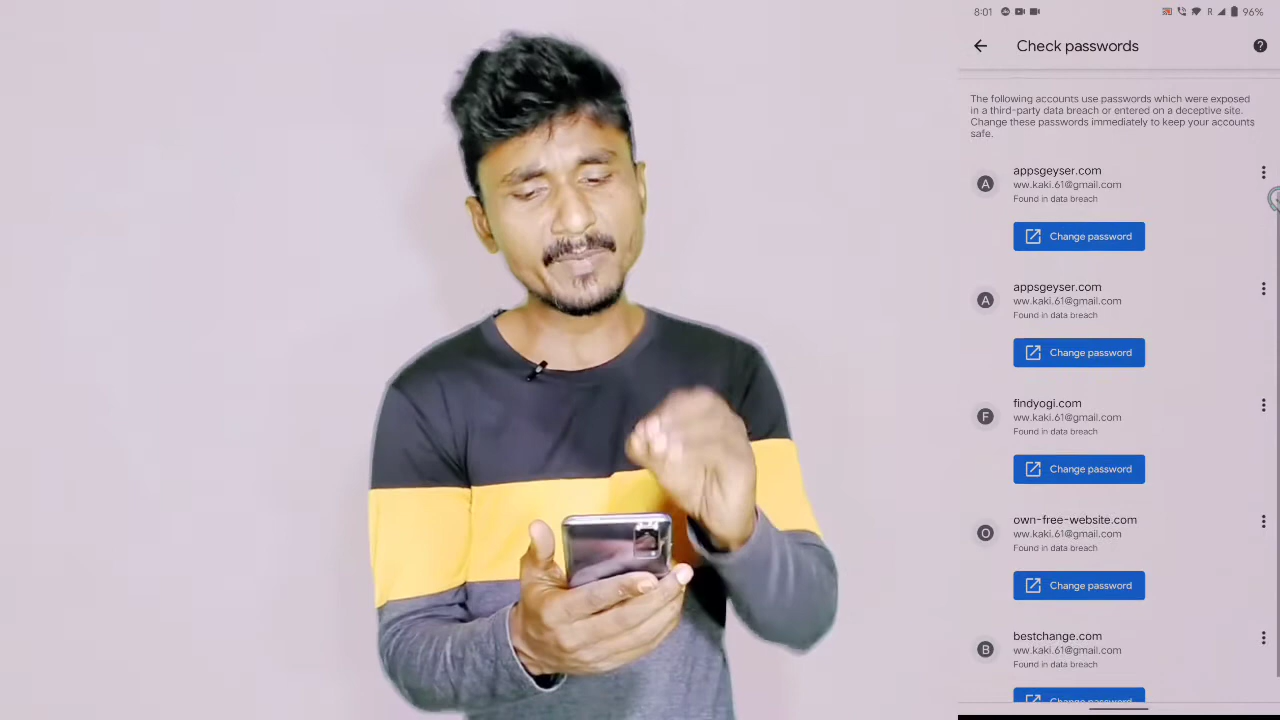 8:01
R
96%
Check passwords
The following accounts use passwords which were exposed
in a third-party data breach or entered on a deceptive site.
Change these passwords immediately to keep your accounts
safe.
appsgeyser.com
A
ww.kaki.61@gmail.com
Found in data breach
Change password
appsgeyser.com
A
ww.kaki.61@gmail.com
Found in data breach
Change password
findyogi.com
F
ww.kaki.61@gmail.com
Found in data breach
Change password
own-free-website.com
O
ww.kaki.61@gmail.com
Found in data breach
Change password
bestchange.com
B
ww.kaki.61@gmail.com
Found in data breach
Change password